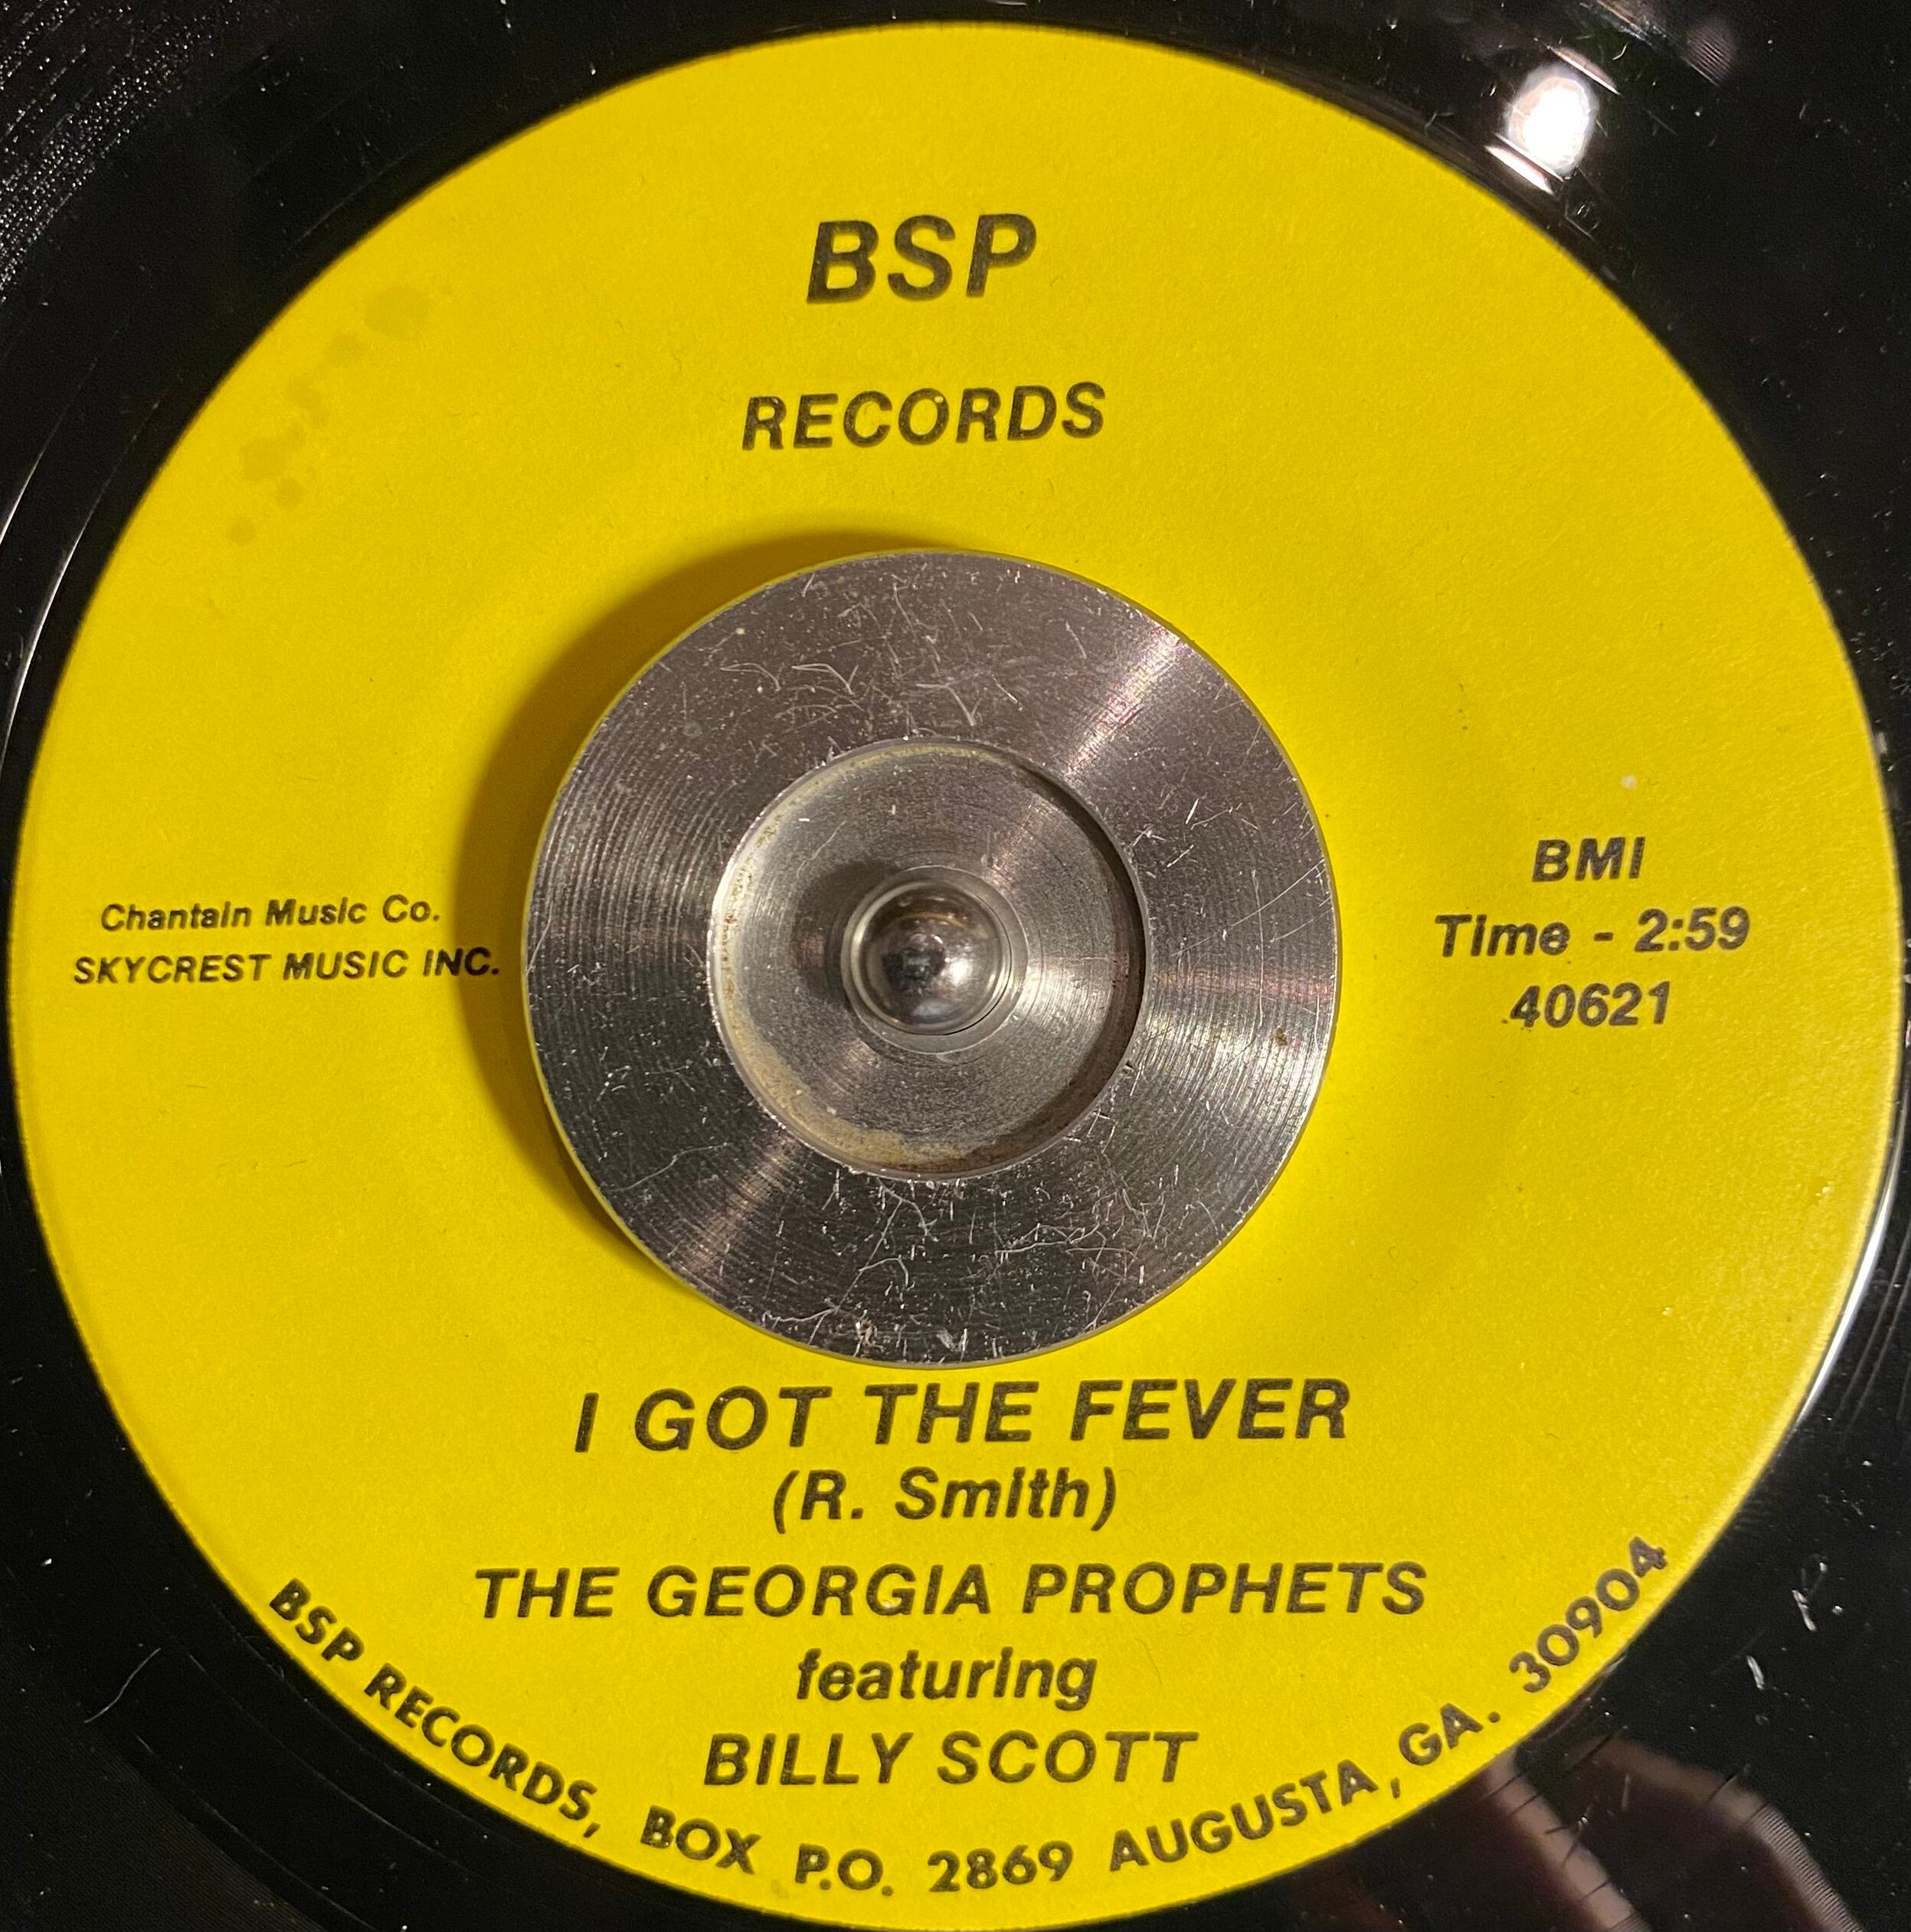 BSP
RECORDS
Chantain Music Co.
SKYCREST MUSIC INC.
BMI
Time - 2:59
40621
I GOT THE FEVER
(R. Smith)
THE GEORGIA PROPHETS
featuring
BILLY SCOTT
BSP RECORDS, BOX P.O. 2869 AUGUSTA, GA. 30904